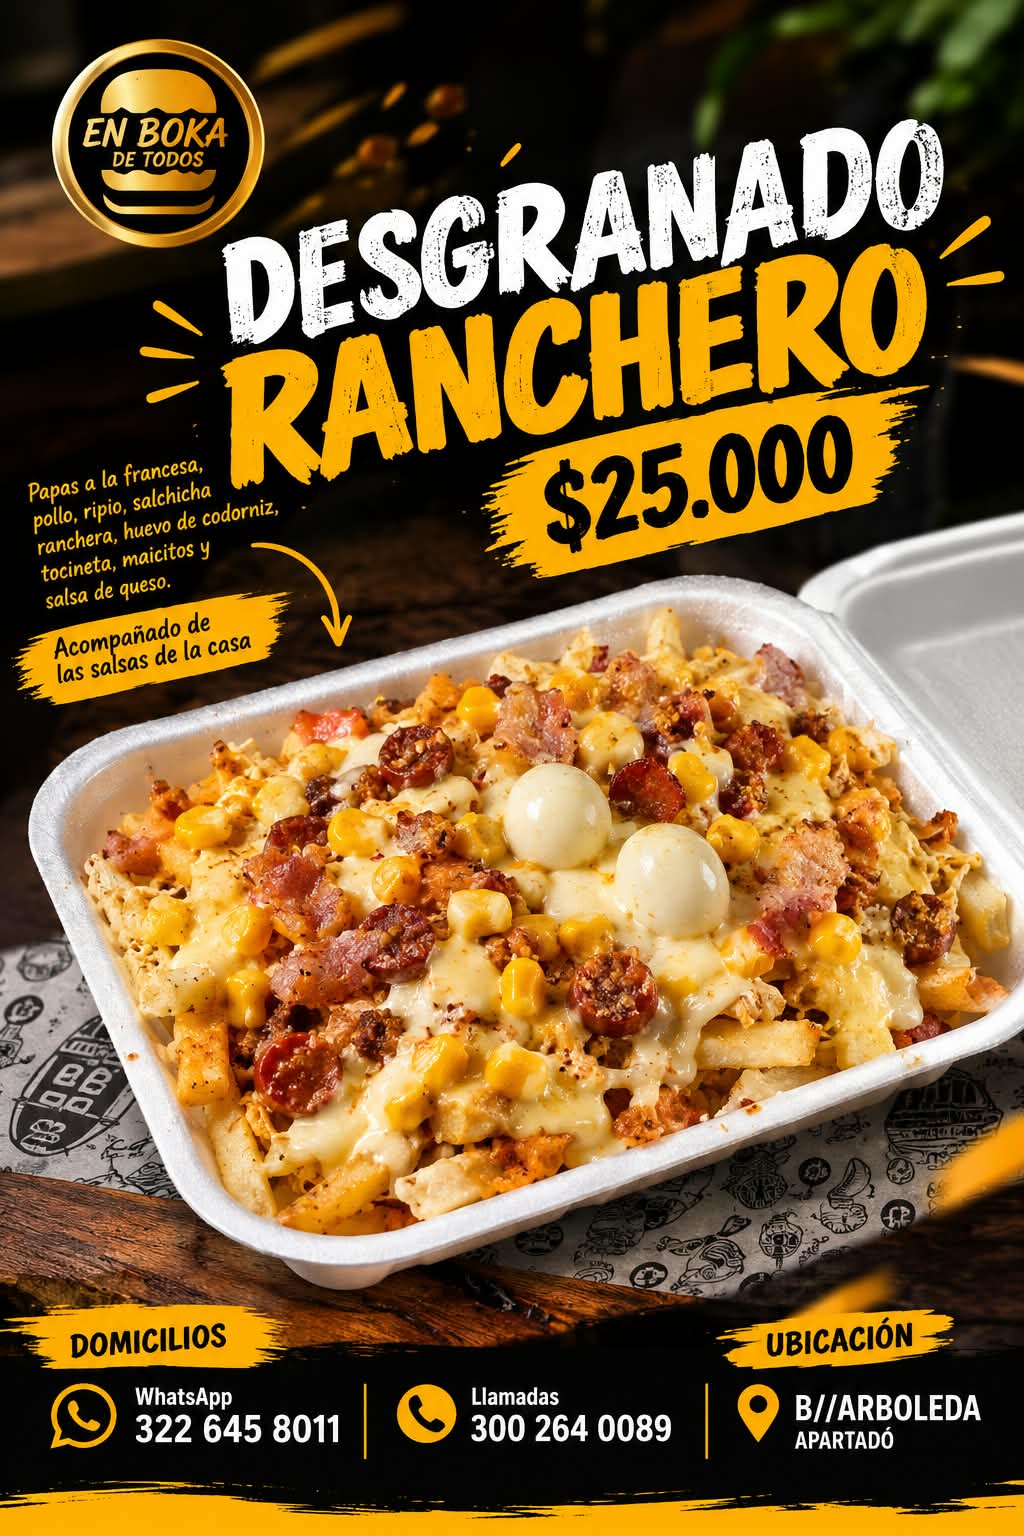 EN BOKA
DE TODOS
DESGRANADO
RANCHERO
$25.000
Papas a la francesa,
pollo, ripio, salchicha
ranchera, huevo de codorniz,
tocineta, maicitos y
salsa de queso.
Acompañado de
las salsas de la casa
DOMICILIOS
WhatsApp
322 645 8011
Llamadas
300 264 0089
UBICACIÓN
B//ARBOLEDA
APARTADÓ